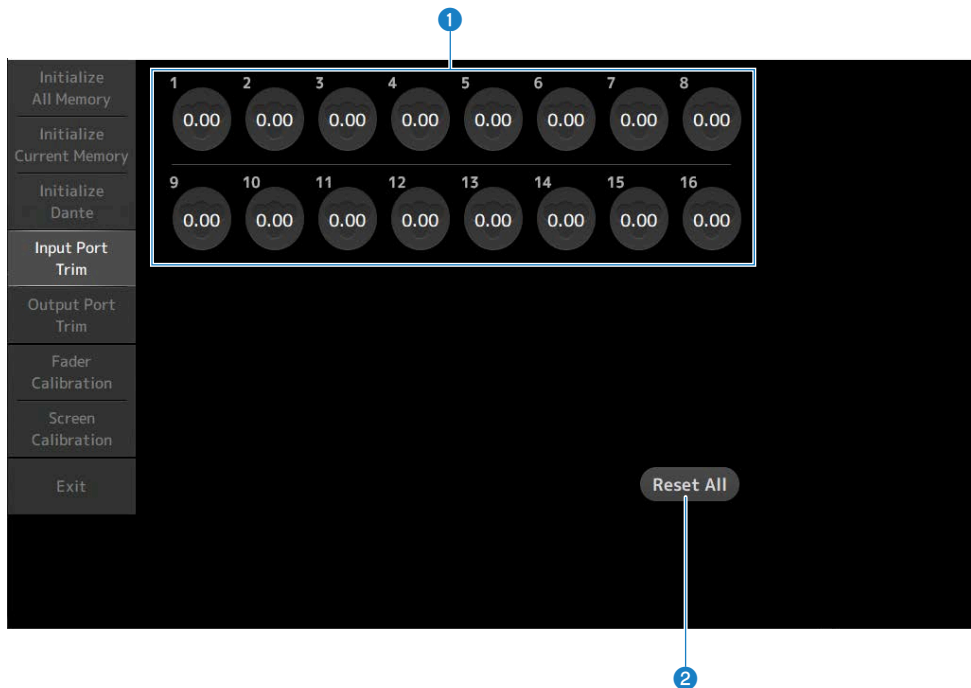 1
Initialize
All Memory
Initialize
Current Memory
Initialize
Dante
Input Port
Trim
Output Port
Trim
Fader
Calibration
Screen
Calibration
Exit
1 2 3 4 5 6 7 8
0.00 0.00 0.00 0.00 0.00 0.00 0.00 0.00
9 10 11 12 13 14 15 16
0.00 0.00 0.00 0.00 0.00 0.00 0.00 0.00
Reset All
2